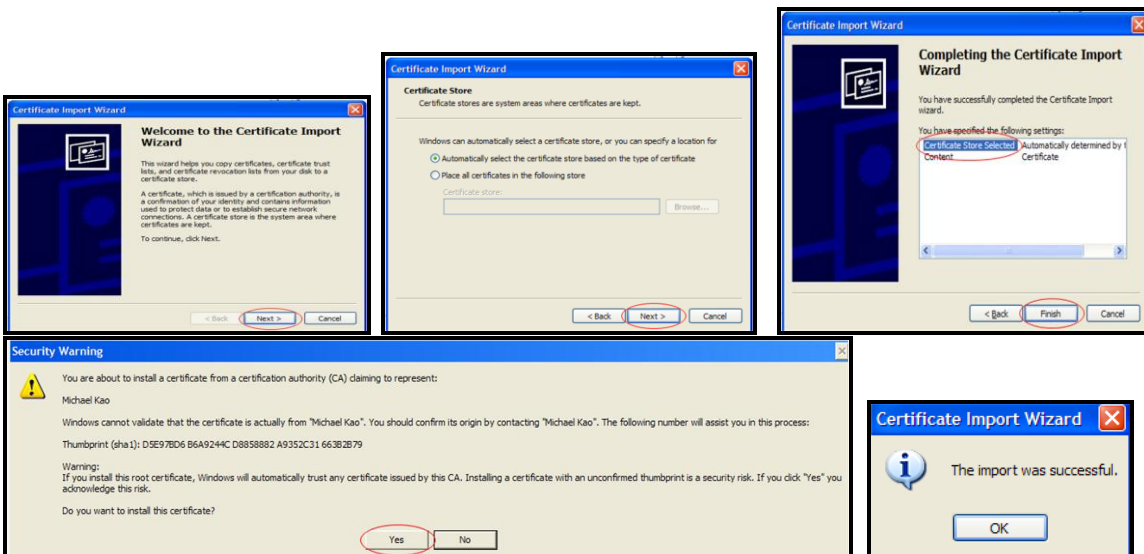 Certificate Import Wizard
Welcome to the Certificate Import
Wizard
This wizard helps you copy certificates, certificate trust
lists, and certificate revocation lists from your disk to a
certificate store.
A certificate, which is issued by a certification authority, is
a confirmation of your identity and contains information
used to protect data or to establish secure network
connections. A certificate store is the system area where
certificates are kept.
To continue, click Next.
< Back
Next >
Cancel
Certificate Import Wizard
Certificate Store
Certificate stores are system areas where certificates are kept.
Windows can automatically select a certificate store, or you can specify a location for
Automatically select the certificate store based on the type of certificate
Place all certificates in the following store
Certificate store:
Browse...
< Back
Next >
Cancel
Certificate Import Wizard
Completing the Certificate Import
Wizard
You have successfully completed the Certificate Import
wizard.
You have specified the following settings:
Certificate Store Selected Automatically determined by t
Content Certificate
< Back
Finish
Cancel
Security Warning
You are about to install a certificate from a certification authority (CA) claiming to represent:
Michael Kao
Windows cannot validate that the certificate is actually from "Michael Kao". You should confirm its origin by contacting "Michael Kao". The following number will assist you in this process:
Thumbprint (sha1): D5E97BD6 B6A9244C D8858882 A9352C31 663B2B79
Warning:
If you install this root certificate, Windows will automatically trust any certificate issued by this CA. Installing a certificate with an unconfirmed thumbprint is a security risk. If you click "Yes" you
acknowledge this risk.
Do you want to install this certificate?
Yes
No
Certificate Import Wizard
The import was successful.
OK